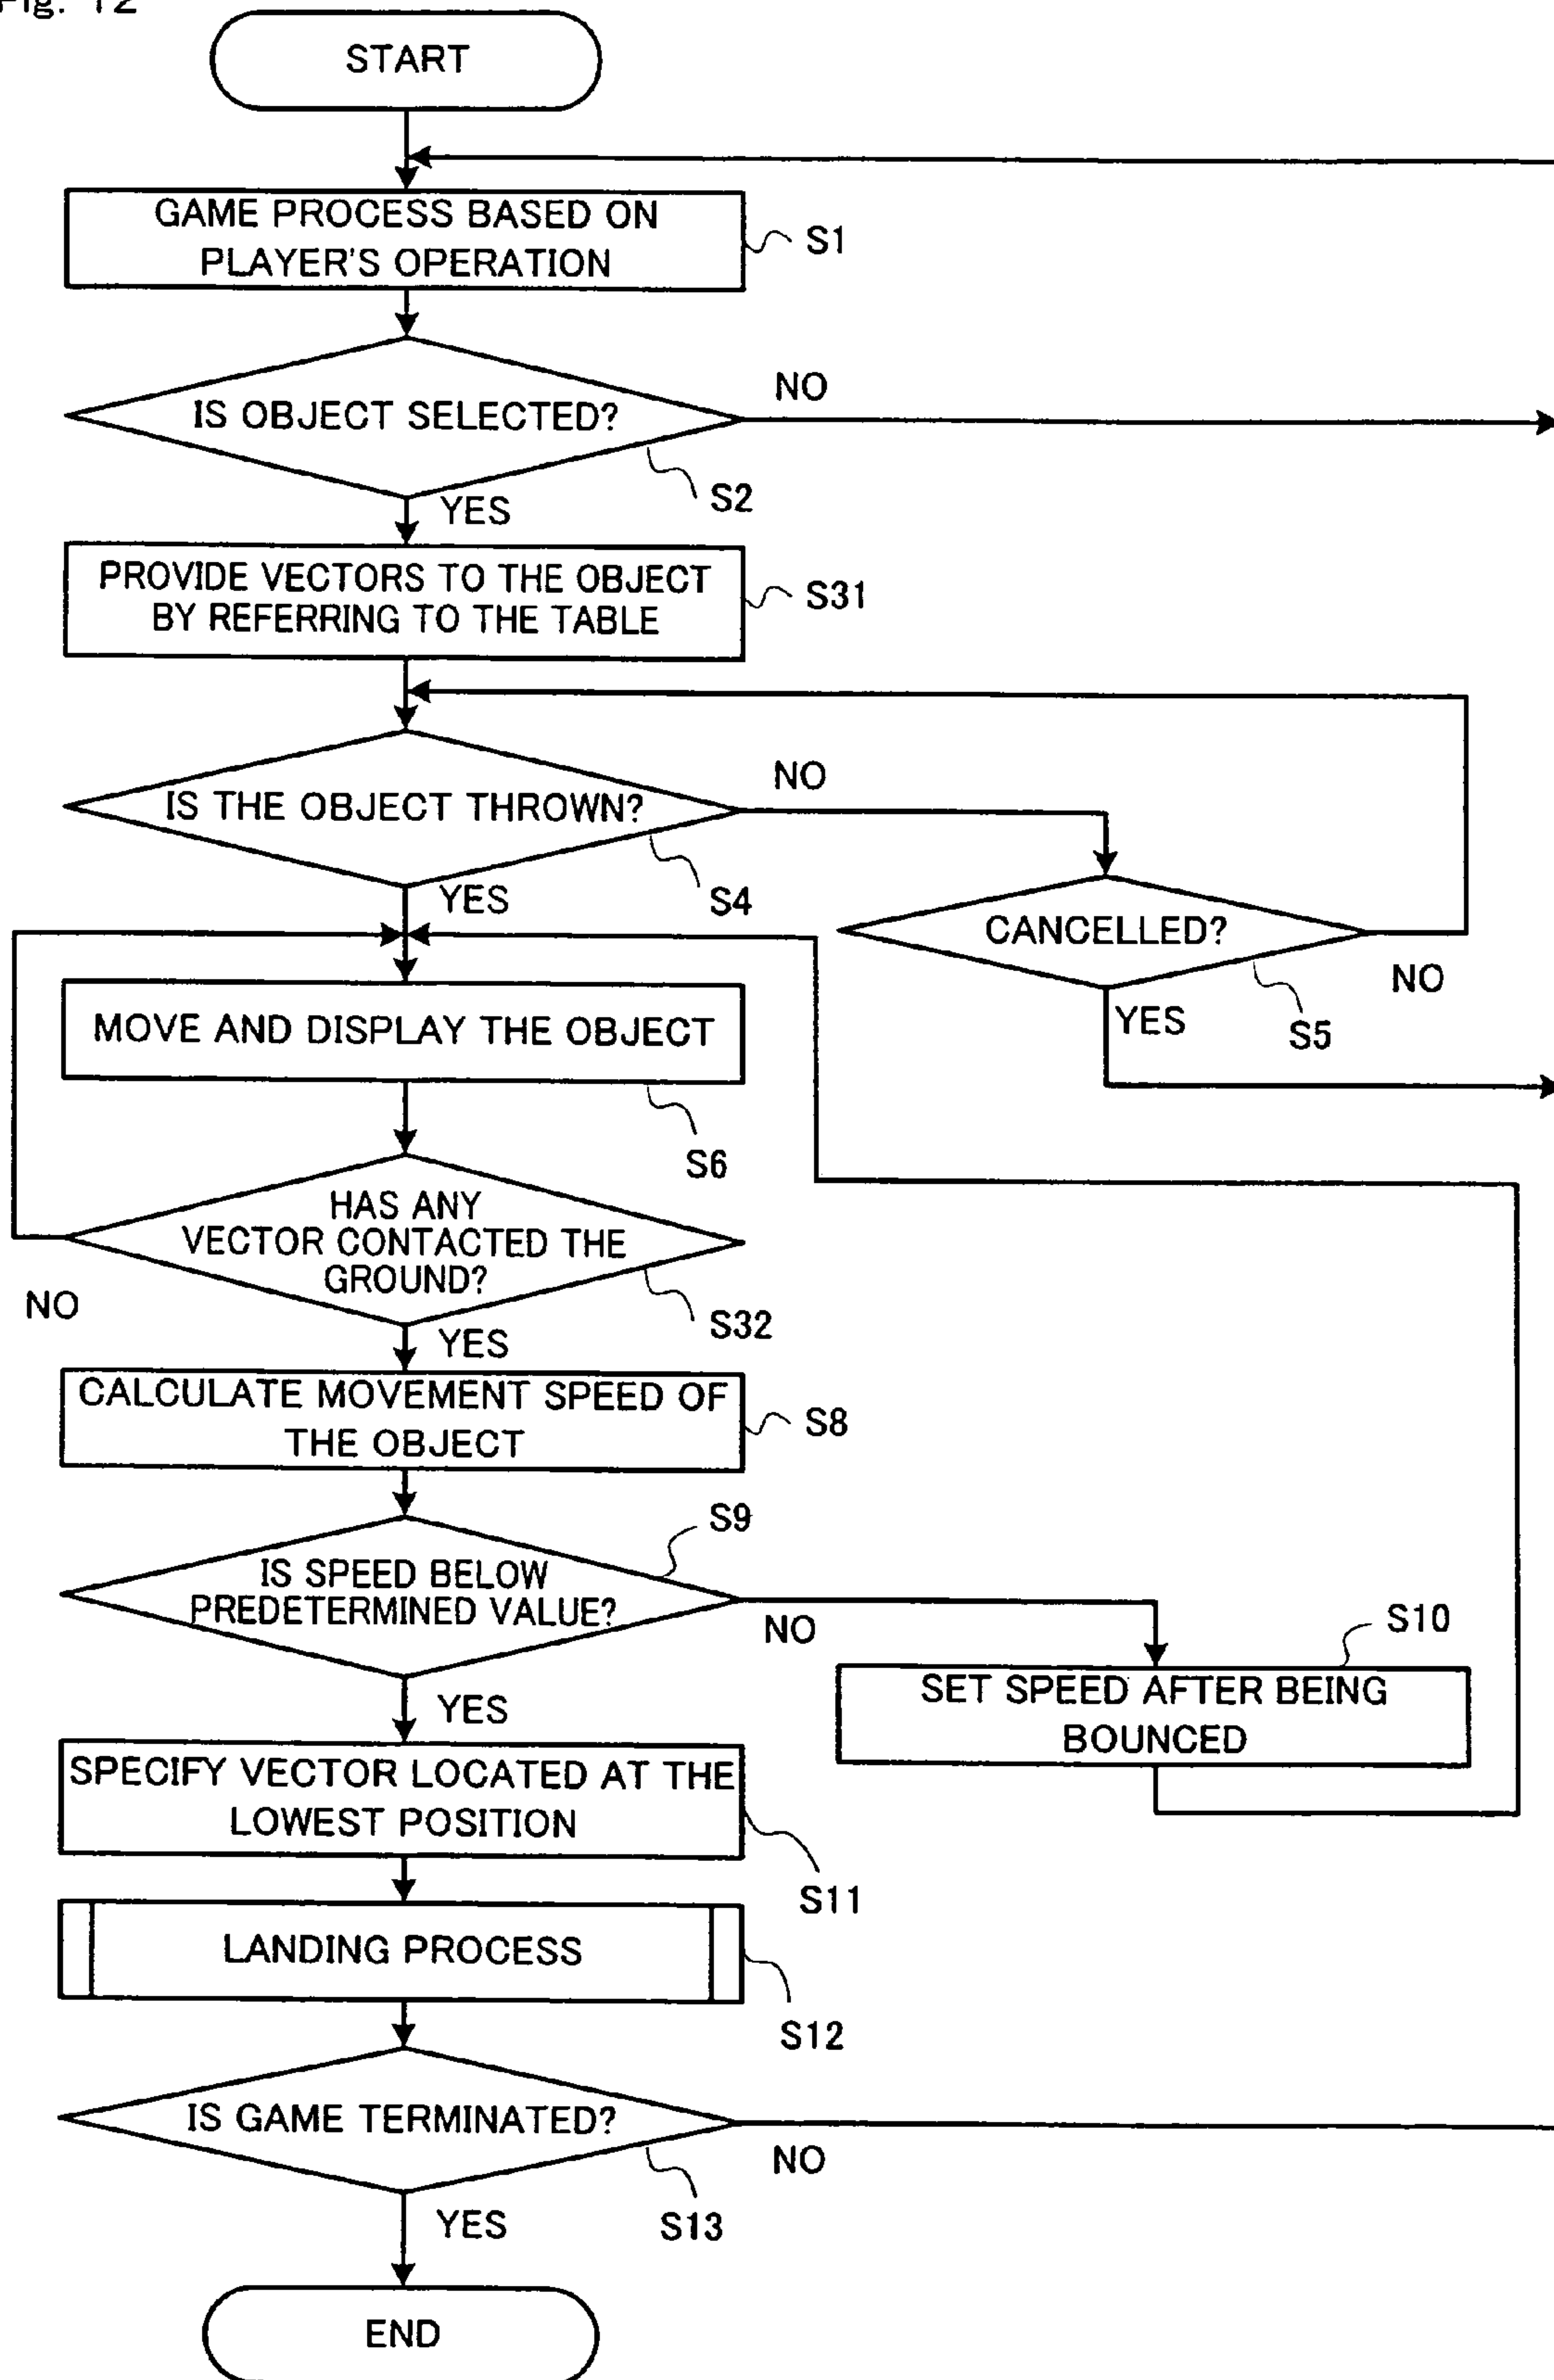 Fig. 12
START
GAME PROCESS BASED ON
PLAYER'S OPERATION
S1
NO
IS OBJECT SELECTED?
S2
YES
PROVIDE VECTORS TO THE OBJECT
BY REFERRING TO THE TABLE
S31
NO
IS THE OBJECT THROWN?
S4
YES
CANCELLED?
NO
YES
S5
MOVE AND DISPLAY THE OBJECT
S6
HAS ANY
VECTOR CONTACTED THE
GROUND?
NO
S32
YES
CALCULATE MOVEMENT SPEED OF
THE OBJECT
S8
S9
IS SPEED BELOW
PREDETERMINED VALUE?
NO
S10
SET SPEED AFTER BEING
BOUNCED
YES
SPECIFY VECTOR LOCATED AT THE
LOWEST POSITION
S11
LANDING PROCESS
S12
IS GAME TERMINATED?
NO
S13
YES
END